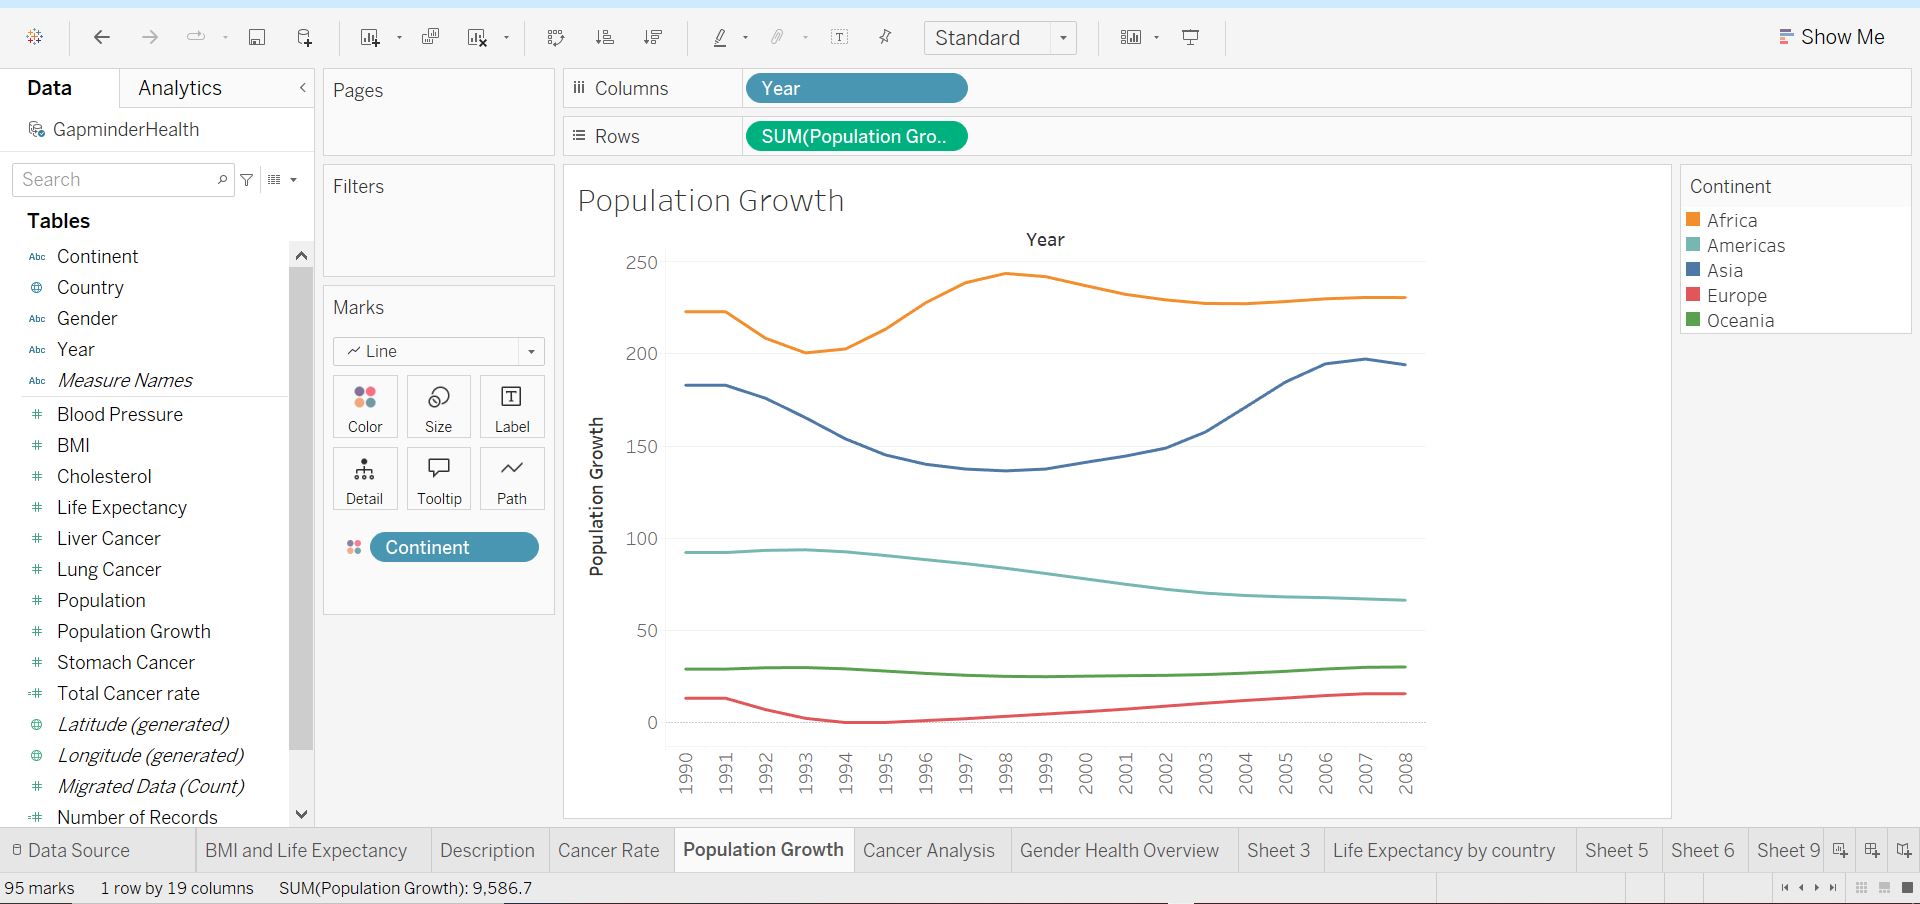 Standard
Show Me
Data
Analytics
GapminderHealth
Search
Tables
Abc Continent
Country
Abc Gender
Abc Year
Abc Measure Names
# Blood Pressure
# BMI
# Cholesterol
# Life Expectancy
# Liver Cancer
# Lung Cancer
# Population
# Population Growth
# Stomach Cancer
=# Total Cancer rate
Latitude (generated)
Longitude (generated)
# Migrated Data (Count)
=# Number of Records
Pages
Filters
Marks
Line
Color
Size
Label
Detail
Tooltip
Path
Continent
Columns
Year
Rows
SUM(Population Gro..
Population Growth
Year
Population Growth
250
200
150
100
50
0
1990
1991
1992
1993
1994
1995
1996
1997
1998
1999
2000
2001
2002
2003
2004
2005
2006
2007
2008
Continent
Africa
Americas
Asia
Europe
Oceania
Data Source
BMI and Life Expectancy
Description
Cancer Rate
Population Growth
Cancer Analysis
Gender Health Overview
Sheet 3
Life Expectancy by country
Sheet 5
Sheet 6
Sheet 9
95 marks
1 row by 19 columns
SUM(Population Growth): 9,586.7